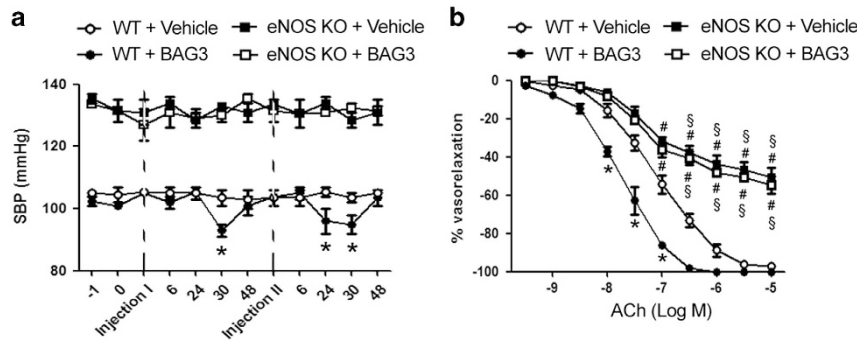 a
WT + Vehicle
eNOS KO + Vehicle
WT + BAG3
eNOS KO + BAG3
SBP (mmHg)
140
120
100
80
-1
0
Injection I
6
24
30
48
Injection II
6
24
30
48
*
*
*
b
WT + Vehicle
eNOS KO + Vehicle
WT + BAG3
eNOS KO + BAG3
% vasorelaxation
0
-20
-40
-60
-80
-100
-9
-8
-7
-6
-5
ACh (Log M)
# § # § # § # § #
# # § # § # § # §
*
*
*